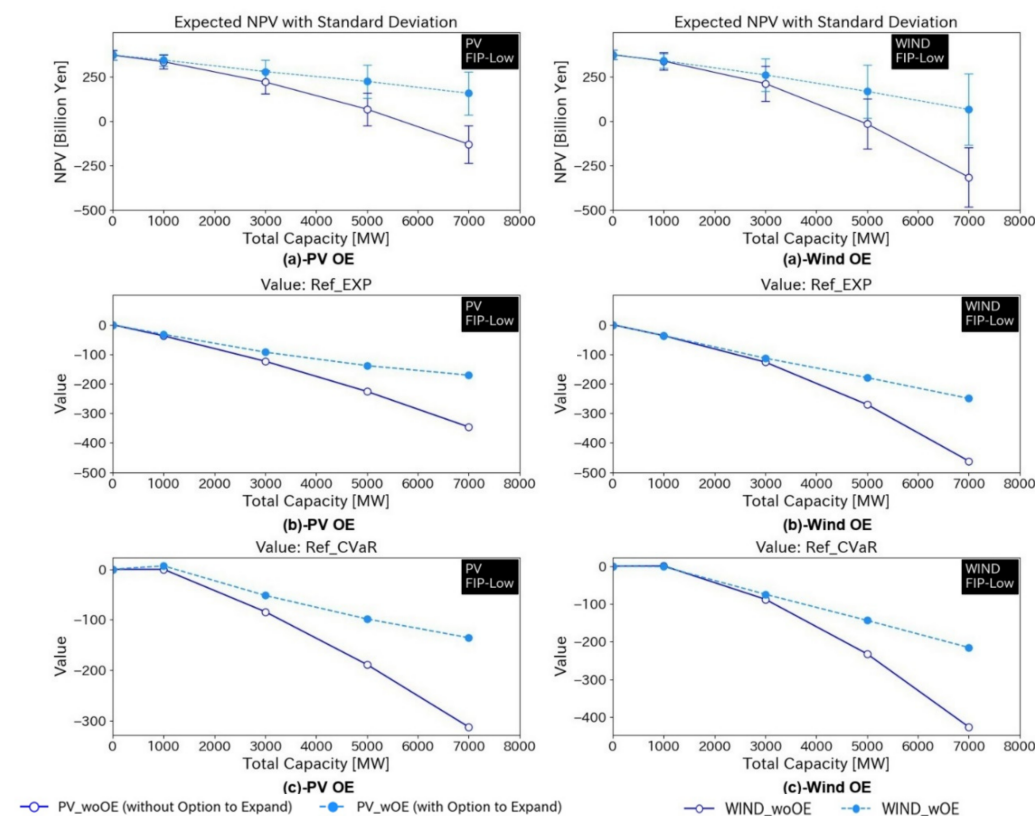 Expected NPV with Standard Deviation
PV
FIP-Low
NPV [Billion Yen]
250
0
−250
−500
0 1000 2000 3000 4000 5000 6000 7000 8000
Total Capacity [MW]
(a)-PV OE
Expected NPV with Standard Deviation
WIND
FIP-Low
NPV [Billion Yen]
250
0
−250
−500
0 1000 2000 3000 4000 5000 6000 7000 8000
Total Capacity [MW]
(a)-Wind OE
Value: Ref_EXP
PV
FIP-Low
Value
0
−100
−200
−300
−400
−500
0 1000 2000 3000 4000 5000 6000 7000 8000
Total Capacity [MW]
(b)-PV OE
Value: Ref_EXP
WIND
FIP-Low
Value
0
−100
−200
−300
−400
−500
0 1000 2000 3000 4000 5000 6000 7000 8000
Total Capacity [MW]
(b)-Wind OE
Value: Ref_CVaR
PV
FIP-Low
Value
0
−100
−200
−300
0 1000 2000 3000 4000 5000 6000 7000 8000
Total Capacity [MW]
(c)-PV OE
Value: Ref_CVaR
WIND
FIP-Low
Value
0
−100
−200
−300
−400
0 1000 2000 3000 4000 5000 6000 7000 8000
Total Capacity [MW]
(c)-Wind OE
PV_woOE (without Option to Expand) PV_wOE (with Option to Expand) WIND_woOE WIND_wOE